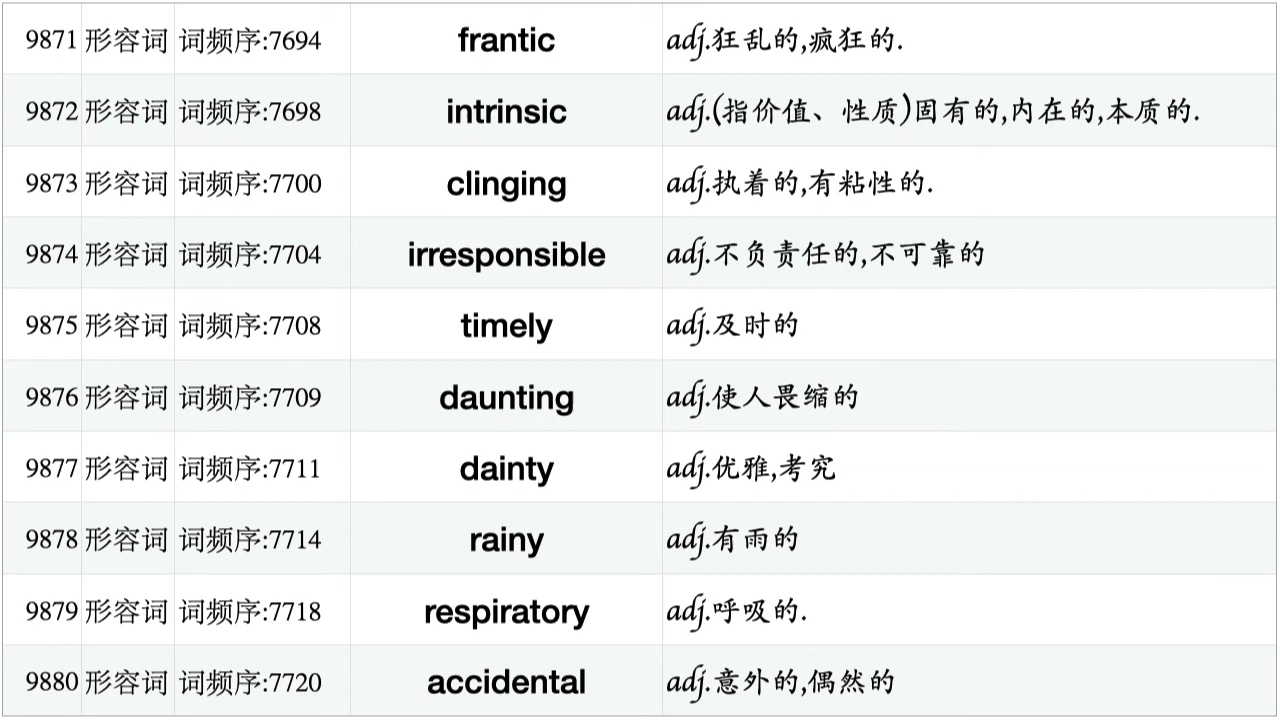 9871 形容词 词频序:7694 frantic adj.狂乱的,疯狂的.
9872 形容词 词频序:7698 intrinsic adj.(指价值、性质)固有的,内在的,本质的.
9873 形容词 词频序:7700 clinging adj.执着的,有粘性的.
9874 形容词 词频序:7704 irresponsible adj.不负责任的,不可靠的
9875 形容词 词频序:7708 timely adj.及时的
9876 形容词 词频序:7709 daunting adj.使人畏缩的
9877 形容词 词频序:7711 dainty adj.优雅,考究
9878 形容词 词频序:7714 rainy adj.有雨的
9879 形容词 词频序:7718 respiratory adj.呼吸的.
9880 形容词 词频序:7720 accidental adj.意外的,偶然的